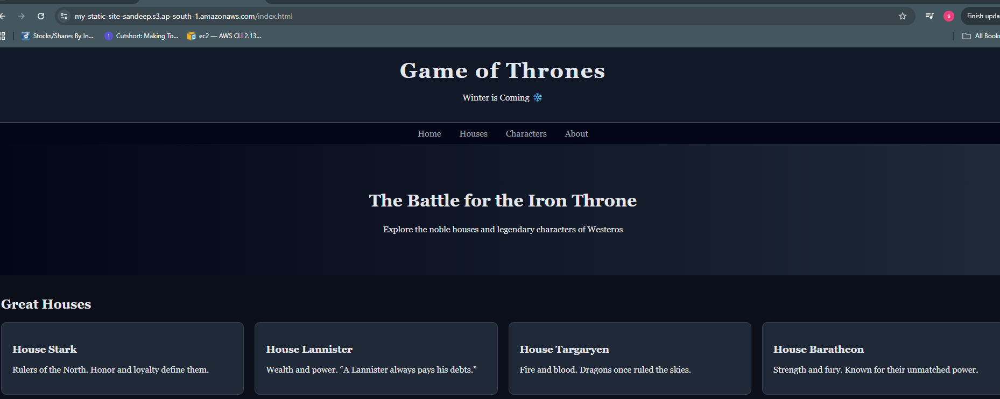 my-static-site-sandeep.s3.ap-south-1.amazonaws.com/index.html
S
Finish upda
Stocks/Shares By In...
1
Cutshort: Making To...
ec2 — AWS CLI 2.13...
All Book
Game of Thrones
Winter is Coming ❄️
Home Houses Characters About
The Battle for the Iron Throne
Explore the noble houses and legendary characters of Westeros
Great Houses
House Stark
Rulers of the North. Honor and loyalty define them.
House Lannister
Wealth and power. “A Lannister always pays his debts.”
House Targaryen
Fire and blood. Dragons once ruled the skies.
House Baratheon
Strength and fury. Known for their unmatched power.